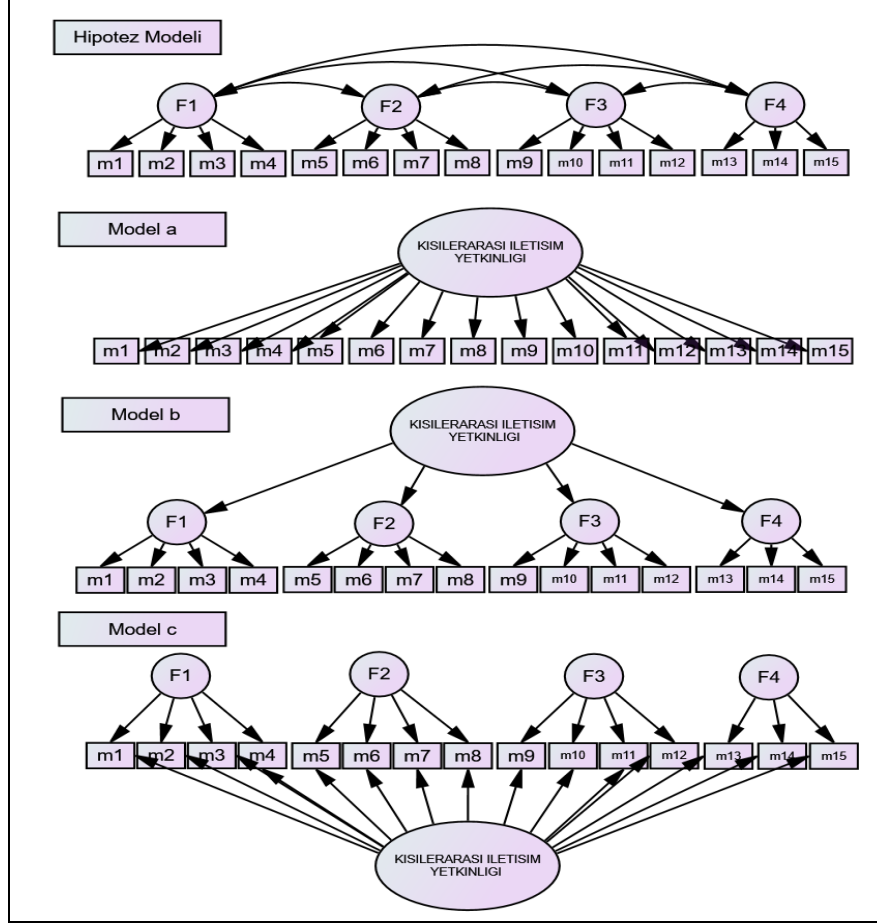 Hipotez Modeli
F1 F2 F3 F4
m1 m2 m3 m4 m5 m6 m7 m8 m9 m10 m11 m12 m13 m14 m15
Model a
KISILERARASI ILETISIM
YETKINLIGI
m1 m2 m3 m4 m5 m6 m7 m8 m9 m10 m11 m12 m13 m14 m15
Model b
KISILERARASI ILETISIM
YETKINLIGI
F1 F2 F3 F4
m1 m2 m3 m4 m5 m6 m7 m8 m9 m10 m11 m12 m13 m14 m15
Model c
F1 F2 F3 F4
m1 m2 m3 m4 m5 m6 m7 m8 m9 m10 m11 m12 m13 m14 m15
KISILERARASI ILETISIM
YETKINLIGI